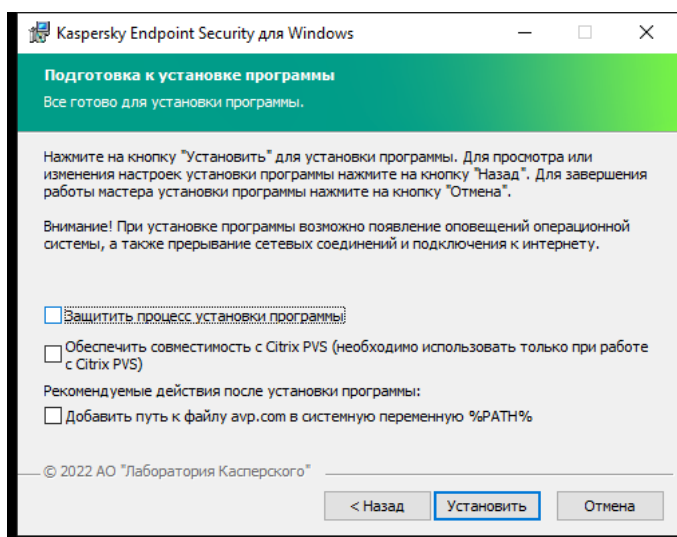 Kaspersky Endpoint Security для Windows
Подготовка к установке программы
Все готово для установки программы.
Нажмите на кнопку "Установить" для установки программы. Для просмотра или
изменения настроек установки программы нажмите на кнопку "Назад". Для завершения
работы мастера установки программы нажмите на кнопку "Отмена".
Внимание! При установке программы возможно появление оповещений операционной
системы, а также прерывание сетевых соединений и подключения к интернету.
Защитить процесс установки программы
Обеспечить совместимость с Citrix PVS (необходимо использовать только при работе
с Citrix PVS)
Рекомендуемые действия после установки программы:
Добавить путь к файлу avp.com в системную переменную %PATH%
© 2022 АО "Лаборатория Касперского"
< Назад Установить Отмена